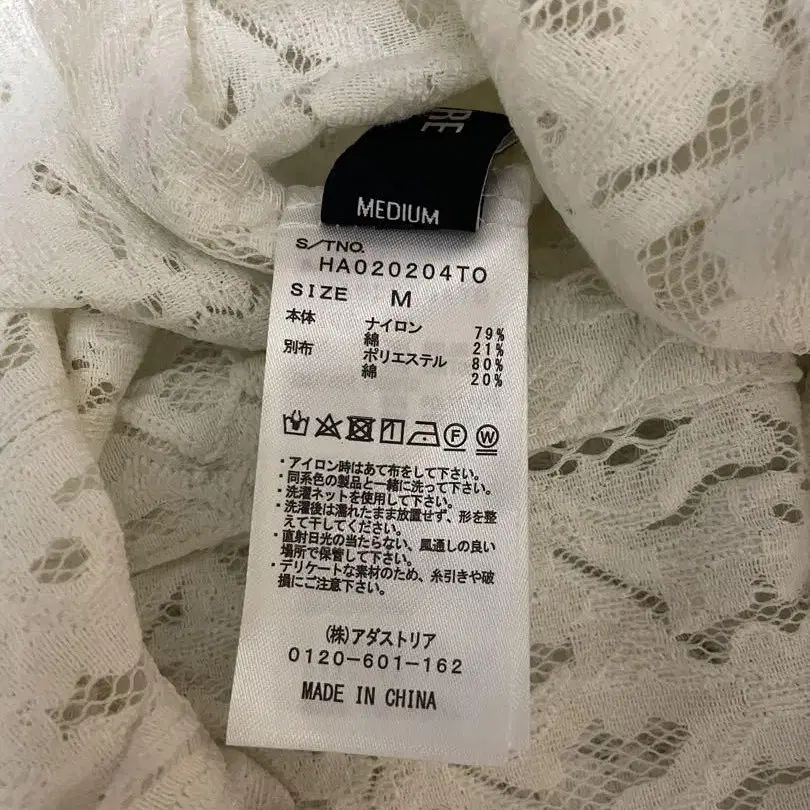 RE
MEDIUM
S/TNO.
HA020204TO
SIZE M
本体 ナイロン 79%
綿 21%
別布 ポリエステル 80%
綿 20%
F W
・アイロン時はあて布をして下さい。
・同系色の製品と一緒に洗って下さい。
・洗濯ネットを使用して下さい。
・洗濯後は濡れたまま放置せず、形を整
えて干してください。
・直射日光の当たらない、風通しの良い
場所で保管して下さい。
・デリケートな素材のため、糸引きや破
損にご注意下さい。
(株)アダストリア
0120-601-162
MADE IN CHINA